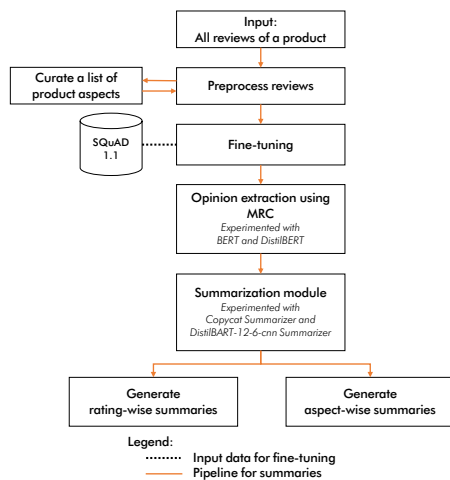 Input:
All reviews of a product
Curate a list of
product aspects
Preprocess reviews
SQuAD
1.1
Fine-tuning
Opinion extraction using
MRC
Experimented with
BERT and DistilBERT
Summarization module
Experimented with
Copycat Summarizer and
DistilBART-12-6-cnn Summarizer
Generate
rating-wise summaries
Generate
aspect-wise summaries
Legend:
Input data for fine-tuning
Pipeline for summaries